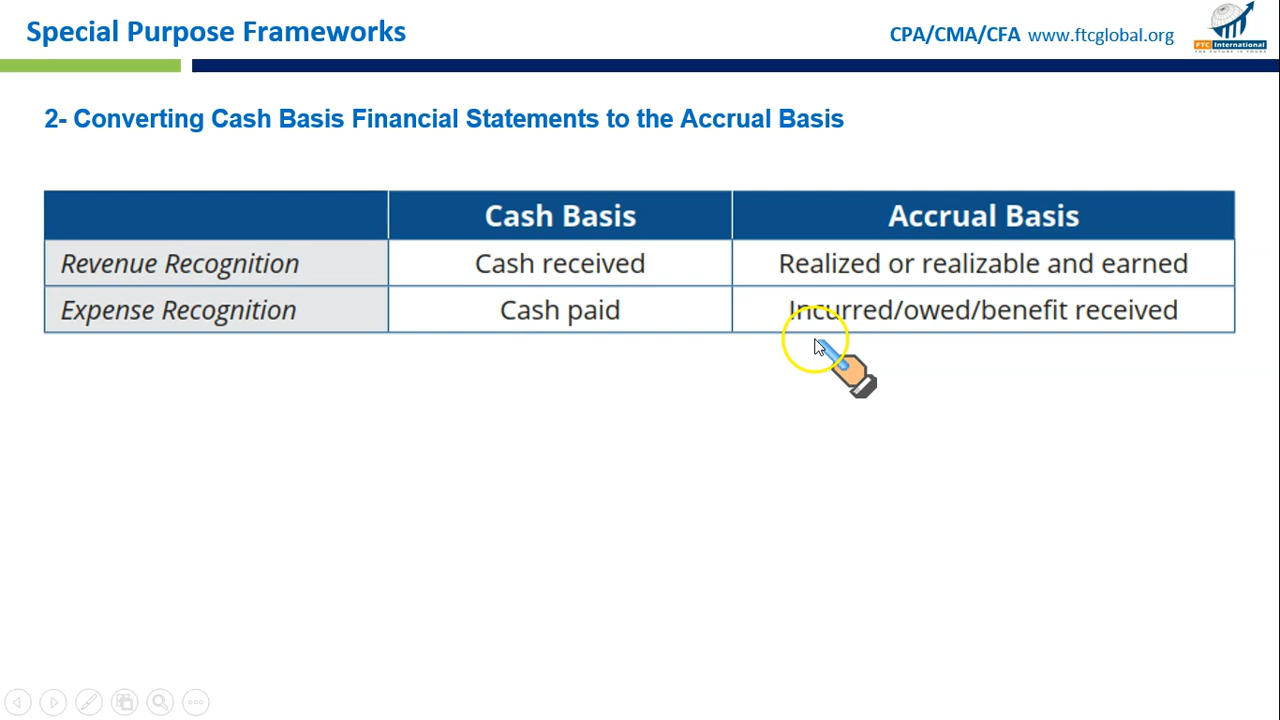 Special Purpose Frameworks
CPA/CMA/CFA www.ftcglobal.org
FTC International
2- Converting Cash Basis Financial Statements to the Accrual Basis
Cash Basis Accrual Basis
Revenue Recognition Cash received Realized or realizable and earned
Expense Recognition Cash paid Incurred/owed/benefit received